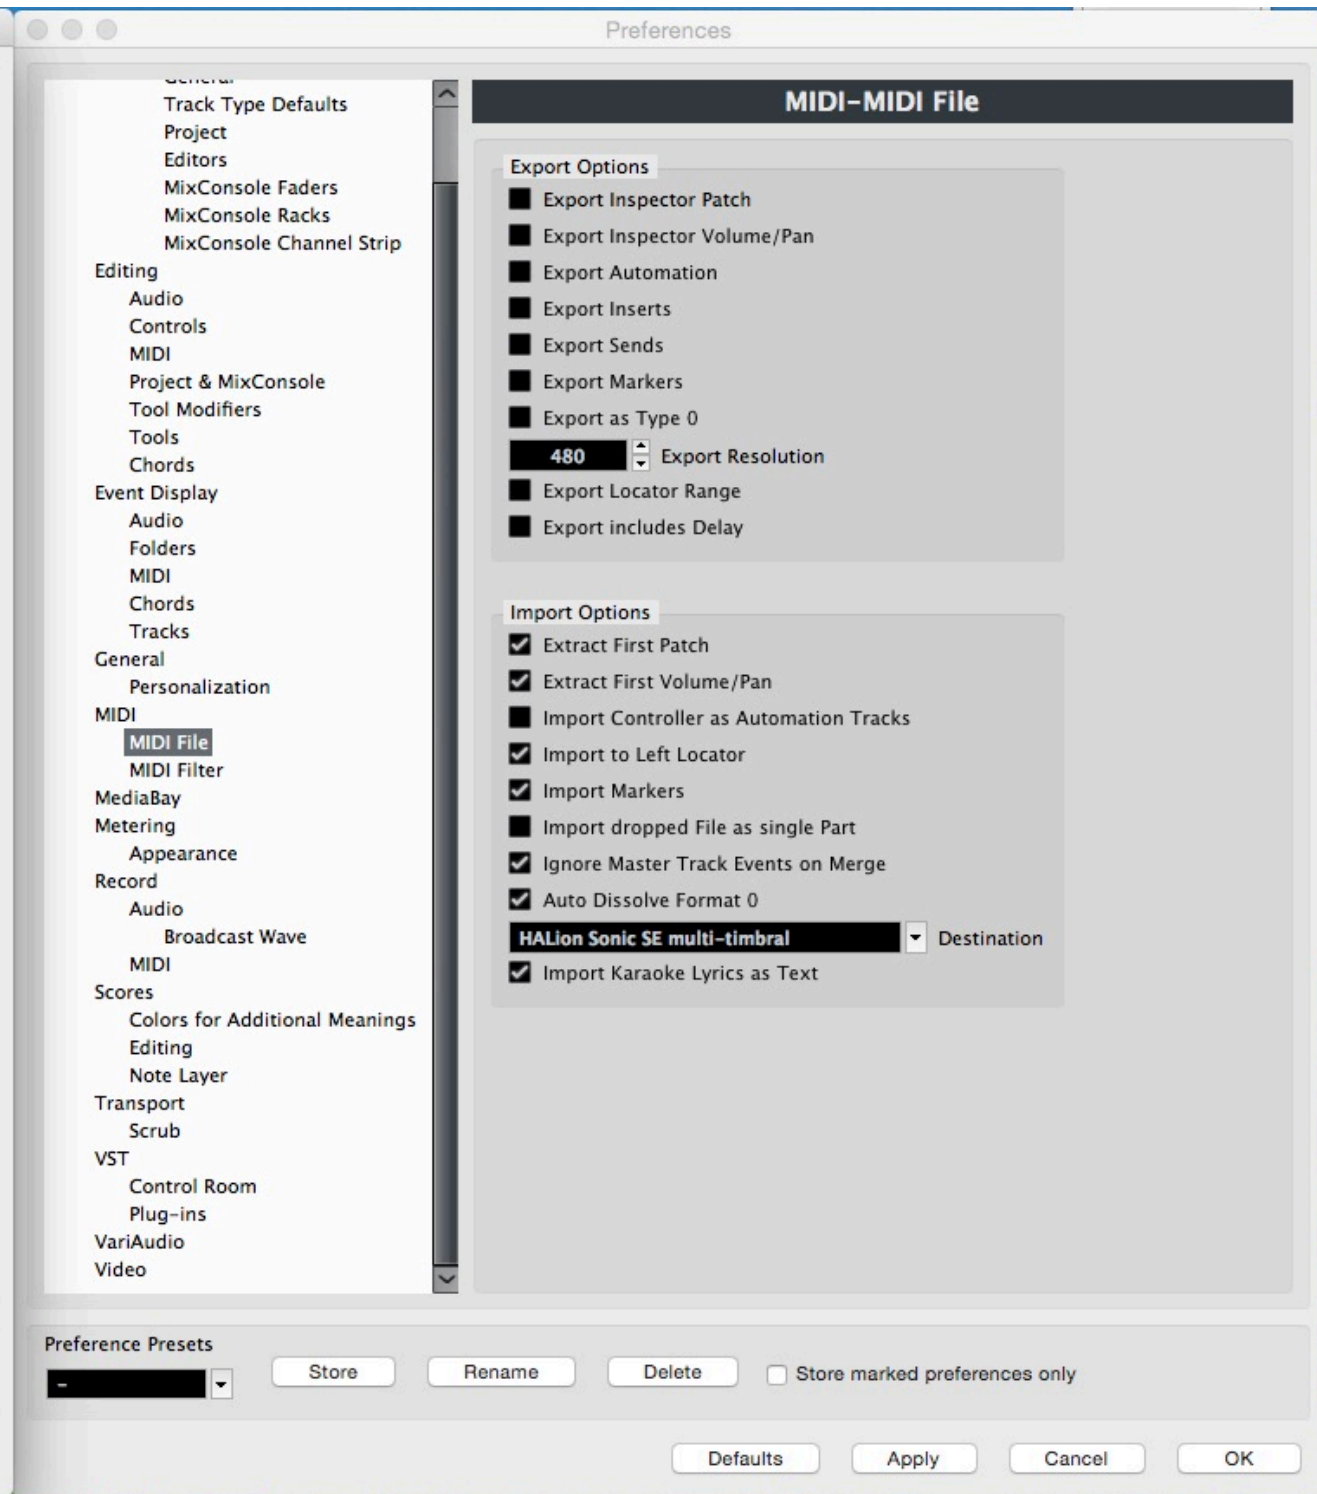 Preferences
General
Track Type Defaults
Project
Editors
MixConsole Faders
MixConsole Racks
MixConsole Channel Strip
Editing
Audio
Controls
MIDI
Project & MixConsole
Tool Modifiers
Tools
Chords
Event Display
Audio
Folders
MIDI
Chords
Tracks
General
Personalization
MIDI
MIDI File
MIDI Filter
MediaBay
Metering
Appearance
Record
Audio
Broadcast Wave
MIDI
Scores
Colors for Additional Meanings
Editing
Note Layer
Transport
Scrub
VST
Control Room
Plug-ins
VariAudio
Video
MIDI-MIDI File
Export Options
Export Inspector Patch
Export Inspector Volume/Pan
Export Automation
Export Inserts
Export Sends
Export Markers
Export as Type 0
480 Export Resolution
Export Locator Range
Export includes Delay
Import Options
Extract First Patch
Extract First Volume/Pan
Import Controller as Automation Tracks
Import to Left Locator
Import Markers
Import dropped File as single Part
Ignore Master Track Events on Merge
Auto Dissolve Format 0
HALion Sonic SE multi-timbral Destination
Import Karaoke Lyrics as Text
Preference Presets
- Store Rename Delete Store marked preferences only
Defaults Apply Cancel OK